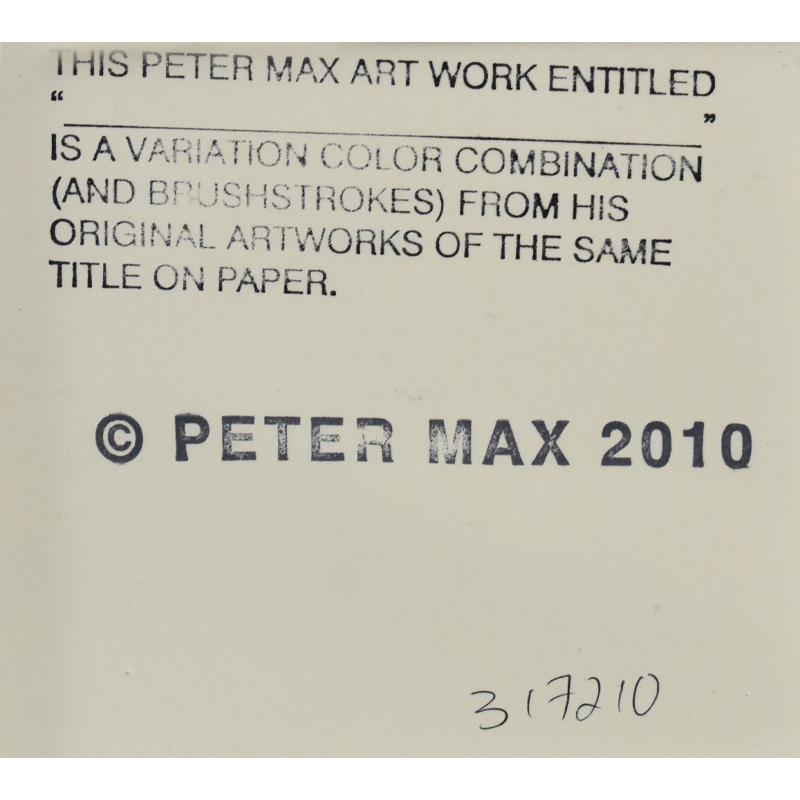 THIS PETER MAX ART WORK ENTITLED
“ ”
IS A VARIATION COLOR COMBINATION
(AND BRUSHSTROKES) FROM HIS
ORIGINAL ARTWORKS OF THE SAME
TITLE ON PAPER.
© PETER MAX 2010
317210